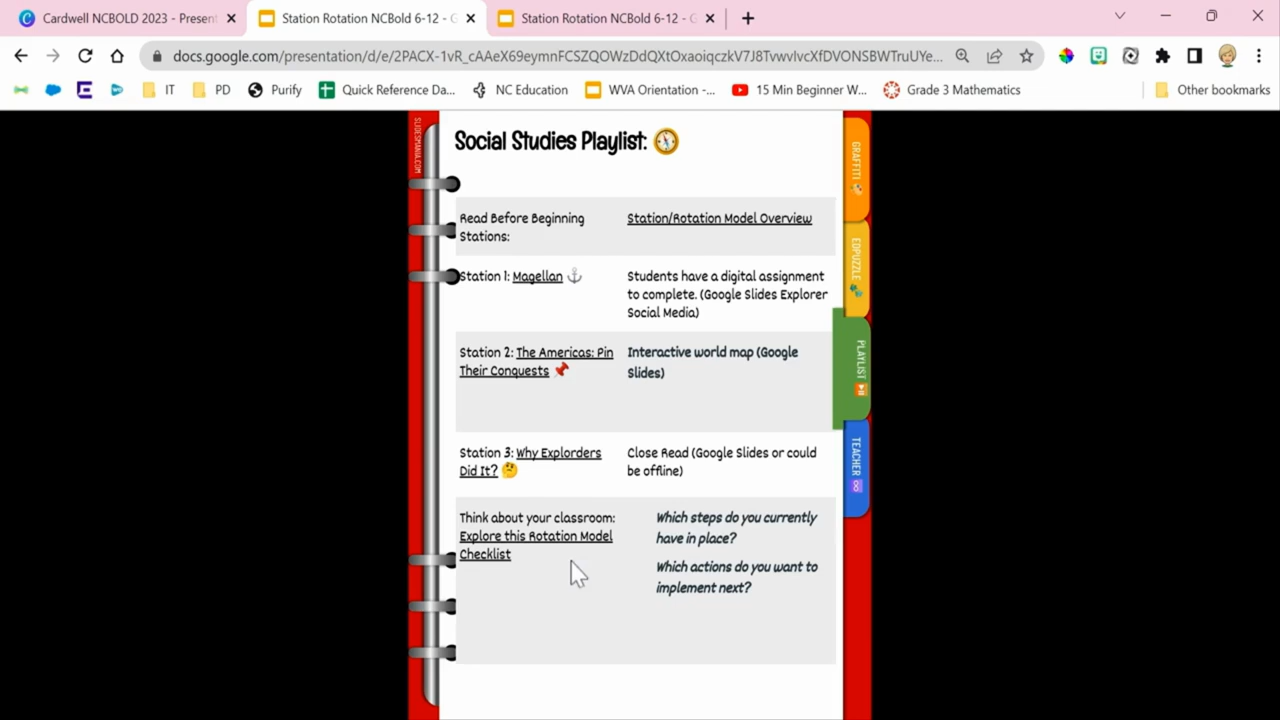 Cardwell NCBOLD 2023 - Present
Station Rotation NCBold 6-12 - G
Station Rotation NCBold 6-12 - G
docs.google.com/presentation/d/e/2PACX-1vR_cAAeX69eymnFCSZQOWzDdQXtOxaoiqczkV7J8TvwvIvcXfDVONSBWTruUYe...
IT
PD
Purify
Quick Reference Da...
NC Education
WVA Orientation -...
15 Min Beginner W...
Grade 3 Mathematics
Other bookmarks
SLIDESMANIA.COM
Social Studies Playlist:
Read Before Beginning
Stations:
Station/Rotation Model Overview
Station 1: Magellan
Students have a digital assignment
to complete. (Google Slides Explorer
Social Media)
Station 2: The Americas: Pin
Their Conquests
Interactive world map (Google
Slides)
Station 3: Why Explorders
Did It?
Close Read (Google Slides or could
be offline)
Think about your classroom:
Explore this Rotation Model
Checklist
Which steps do you currently
have in place?
Which actions do you want to
implement next?
GRAFFITI
EDPUZZLE
PLAYLIST
TEACHER